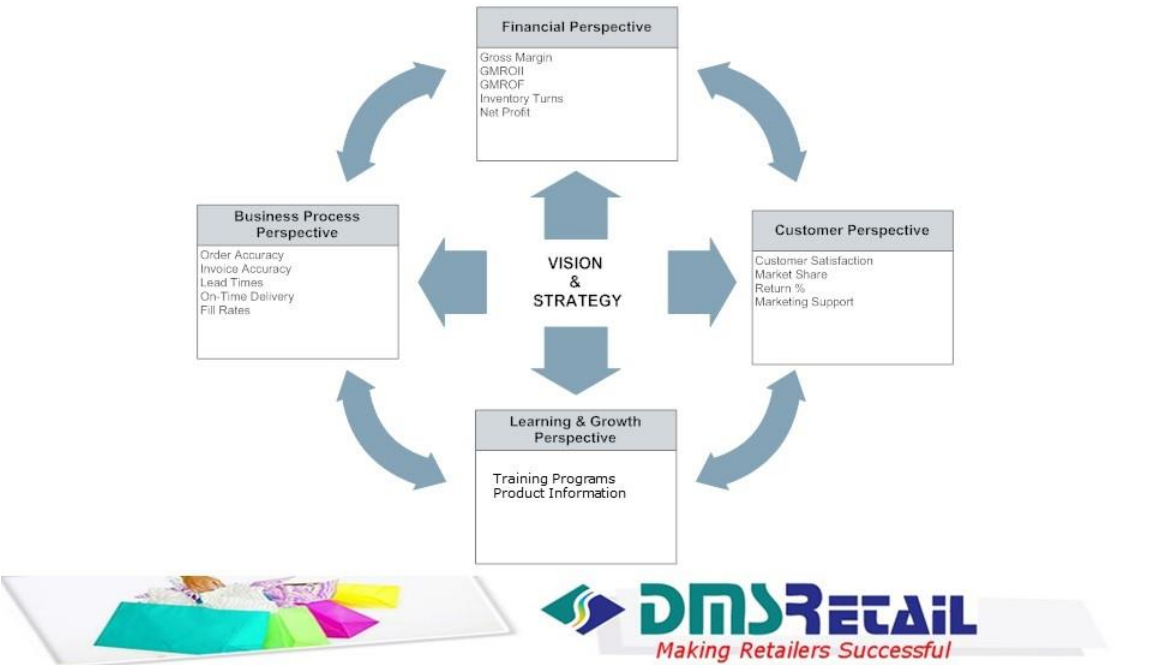 Financial Perspective
Gross Margin
GMROII
GMROF
Inventory Turns
Net Profit
Business Process
Perspective
Order Accuracy
Invoice Accuracy
Lead Times
On-Time Delivery
Fill Rates
VISION
&
STRATEGY
Customer Perspective
Customer Satisfaction
Market Share
Return %
Marketing Support
Learning & Growth
Perspective
Training Programs
Product Information
DMSRETAIL
Making Retailers Successful